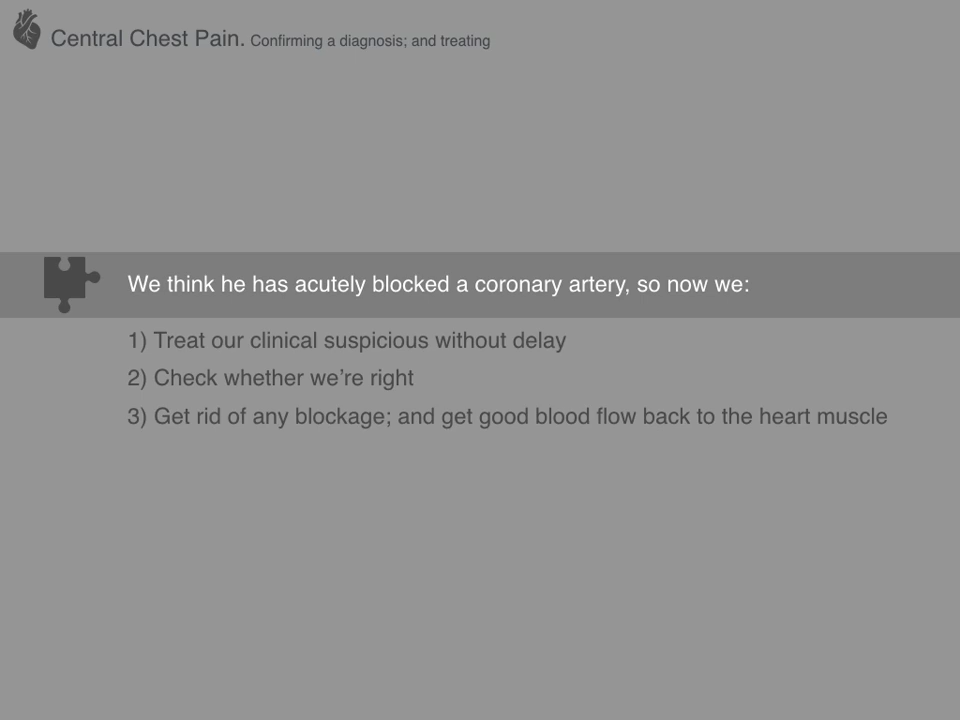 Central Chest Pain. Confirming a diagnosis; and treating
We think he has acutely blocked a coronary artery, so now we:
1) Treat our clinical suspicious without delay
2) Check whether we’re right
3) Get rid of any blockage; and get good blood flow back to the heart muscle